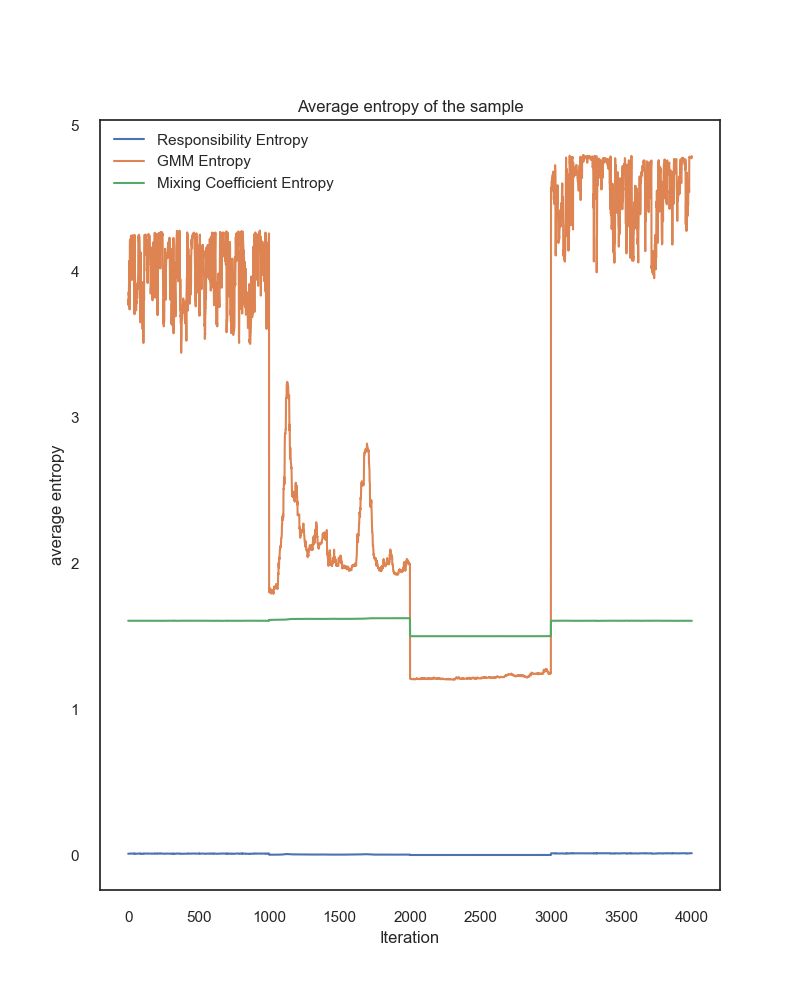 Average entropy of the sample
5
Responsibility Entropy
GMM Entropy
Mixing Coefficient Entropy
4
3
average entropy
2
1
0
0 500 1000 1500 2000 2500 3000 3500 4000
Iteration